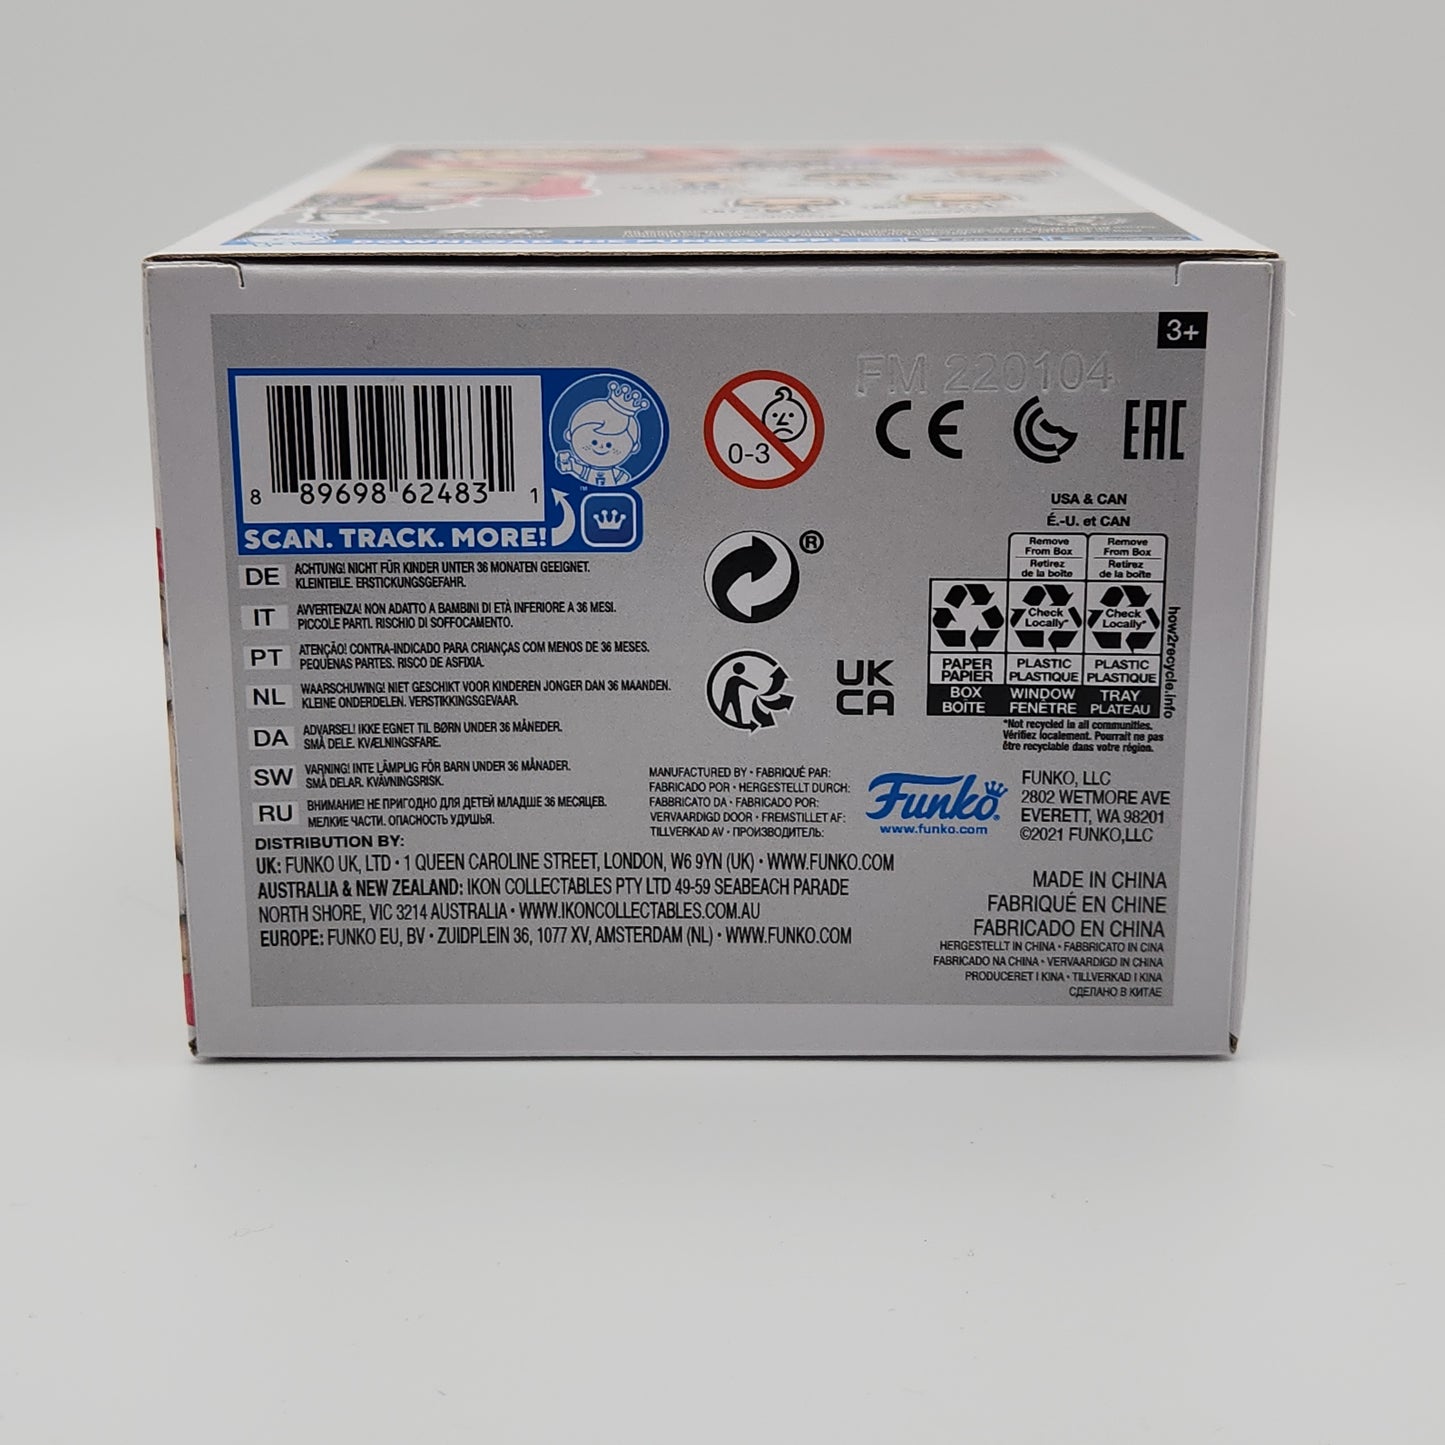 DOWNLOAD THE FUNKO APP!
3+
FM 220104
8 89698 62483 1
TM
SCAN. TRACK. MORE!
0-3
CE
EAC
®
UK
CA
USA & CAN
É.-U. et CAN
Remove From Box
Retirez de la boîte
Remove From Box
Retirez de la boîte
Check Locally*
Check Locally*
PAPER PAPIER
PLASTIC PLASTIQUE
PLASTIC PLASTIQUE
BOX BOÎTE
WINDOW FENÊTRE
TRAY PLATEAU
how2recycle.info
*Not recycled in all communities.
Vérifiez localement. Pourrait ne pas
être recyclable dans votre région.
DE ACHTUNG! NICHT FÜR KINDER UNTER 36 MONATEN GEEIGNET.
KLEINTEILE. ERSTICKUNGSGEFAHR.
IT AVVERTENZA! NON ADATTO A BAMBINI DI ETÀ INFERIORE A 36 MESI.
PICCOLE PARTI. RISCHIO DI SOFFOCAMENTO.
PT ATENÇÃO! CONTRA-INDICADO PARA CRIANÇAS COM MENOS DE 36 MESES.
PEQUENAS PARTES. RISCO DE ASFIXIA.
NL WAARSCHUWING! NIET GESCHIKT VOOR KINDEREN JONGER DAN 36 MAANDEN.
KLEINE ONDERDELEN. VERSTIKKINGSGEVAAR.
DA ADVARSEL! IKKE EGNET TIL BØRN UNDER 36 MÅNEDER.
SMÅ DELE. KVÆLNINGSFARE.
SW VARNING! INTE LÄMPLIG FÖR BARN UNDER 36 MÅNADER.
SMÅ DELAR. KVÄVNINGSRISK.
RU ВНИМАНИЕ! НЕ ПРИГОДНО ДЛЯ ДЕТЕЙ МЛАДШЕ 36 МЕСЯЦЕВ.
МЕЛКИЕ ЧАСТИ. ОПАСНОСТЬ УДУШЬЯ.
MANUFACTURED BY • FABRIQUÉ PAR:
FABRICADO POR • HERGESTELLT DURCH:
FABBRICATO DA • FABRICADO POR:
VERVAARDIGD DOOR • FREMSTILLET AF:
TILLVERKAD AV • ПРОИЗВОДИТЕЛЬ:
Funko
www.funko.com
FUNKO, LLC
2802 WETMORE AVE
EVERETT, WA 98201
©2021 FUNKO,LLC
DISTRIBUTION BY:
UK: FUNKO UK, LTD • 1 QUEEN CAROLINE STREET, LONDON, W6 9YN (UK) • WWW.FUNKO.COM
AUSTRALIA & NEW ZEALAND: IKON COLLECTABLES PTY LTD 49-59 SEABEACH PARADE
NORTH SHORE, VIC 3214 AUSTRALIA • WWW.IKONCOLLECTABLES.COM.AU
EUROPE: FUNKO EU, BV • ZUIDPLEIN 36, 1077 XV, AMSTERDAM (NL) • WWW.FUNKO.COM
MADE IN CHINA
FABRIQUÉ EN CHINE
FABRICADO EN CHINA
HERGESTELLT IN CHINA • FABBRICATO IN CINA
FABRICADO NA CHINA • VERVAARDIGD IN CHINA
PRODUCERET I KINA • TILLVERKAD I KINA
СДЕЛАНО В КИТАЕ